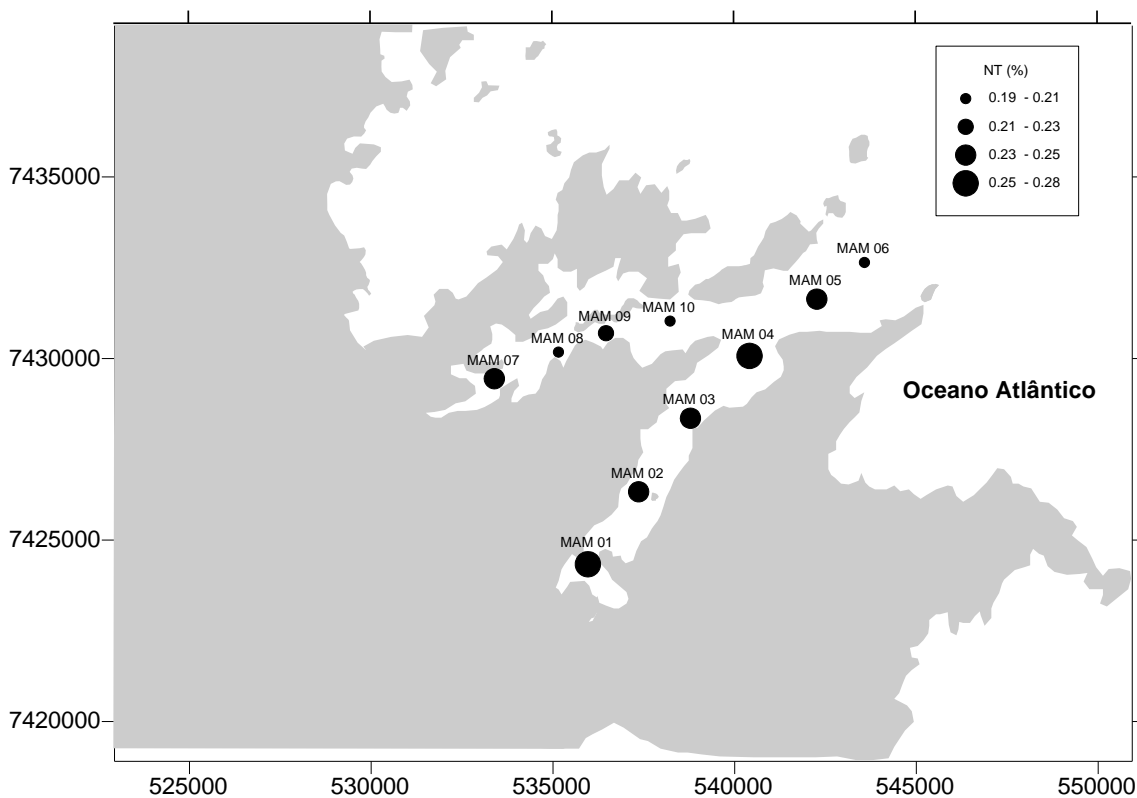 NT (%)
0.19 - 0.21
0.21 - 0.23
0.23 - 0.25
0.25 - 0.28
7435000
MAM 06
MAM 05
MAM 10
MAM 09
MAM 04
MAM 08
7430000
MAM 07
Oceano Atlântico
MAM 03
MAM 02
7425000
MAM 01
7420000
525000 530000 535000 540000 545000 550000